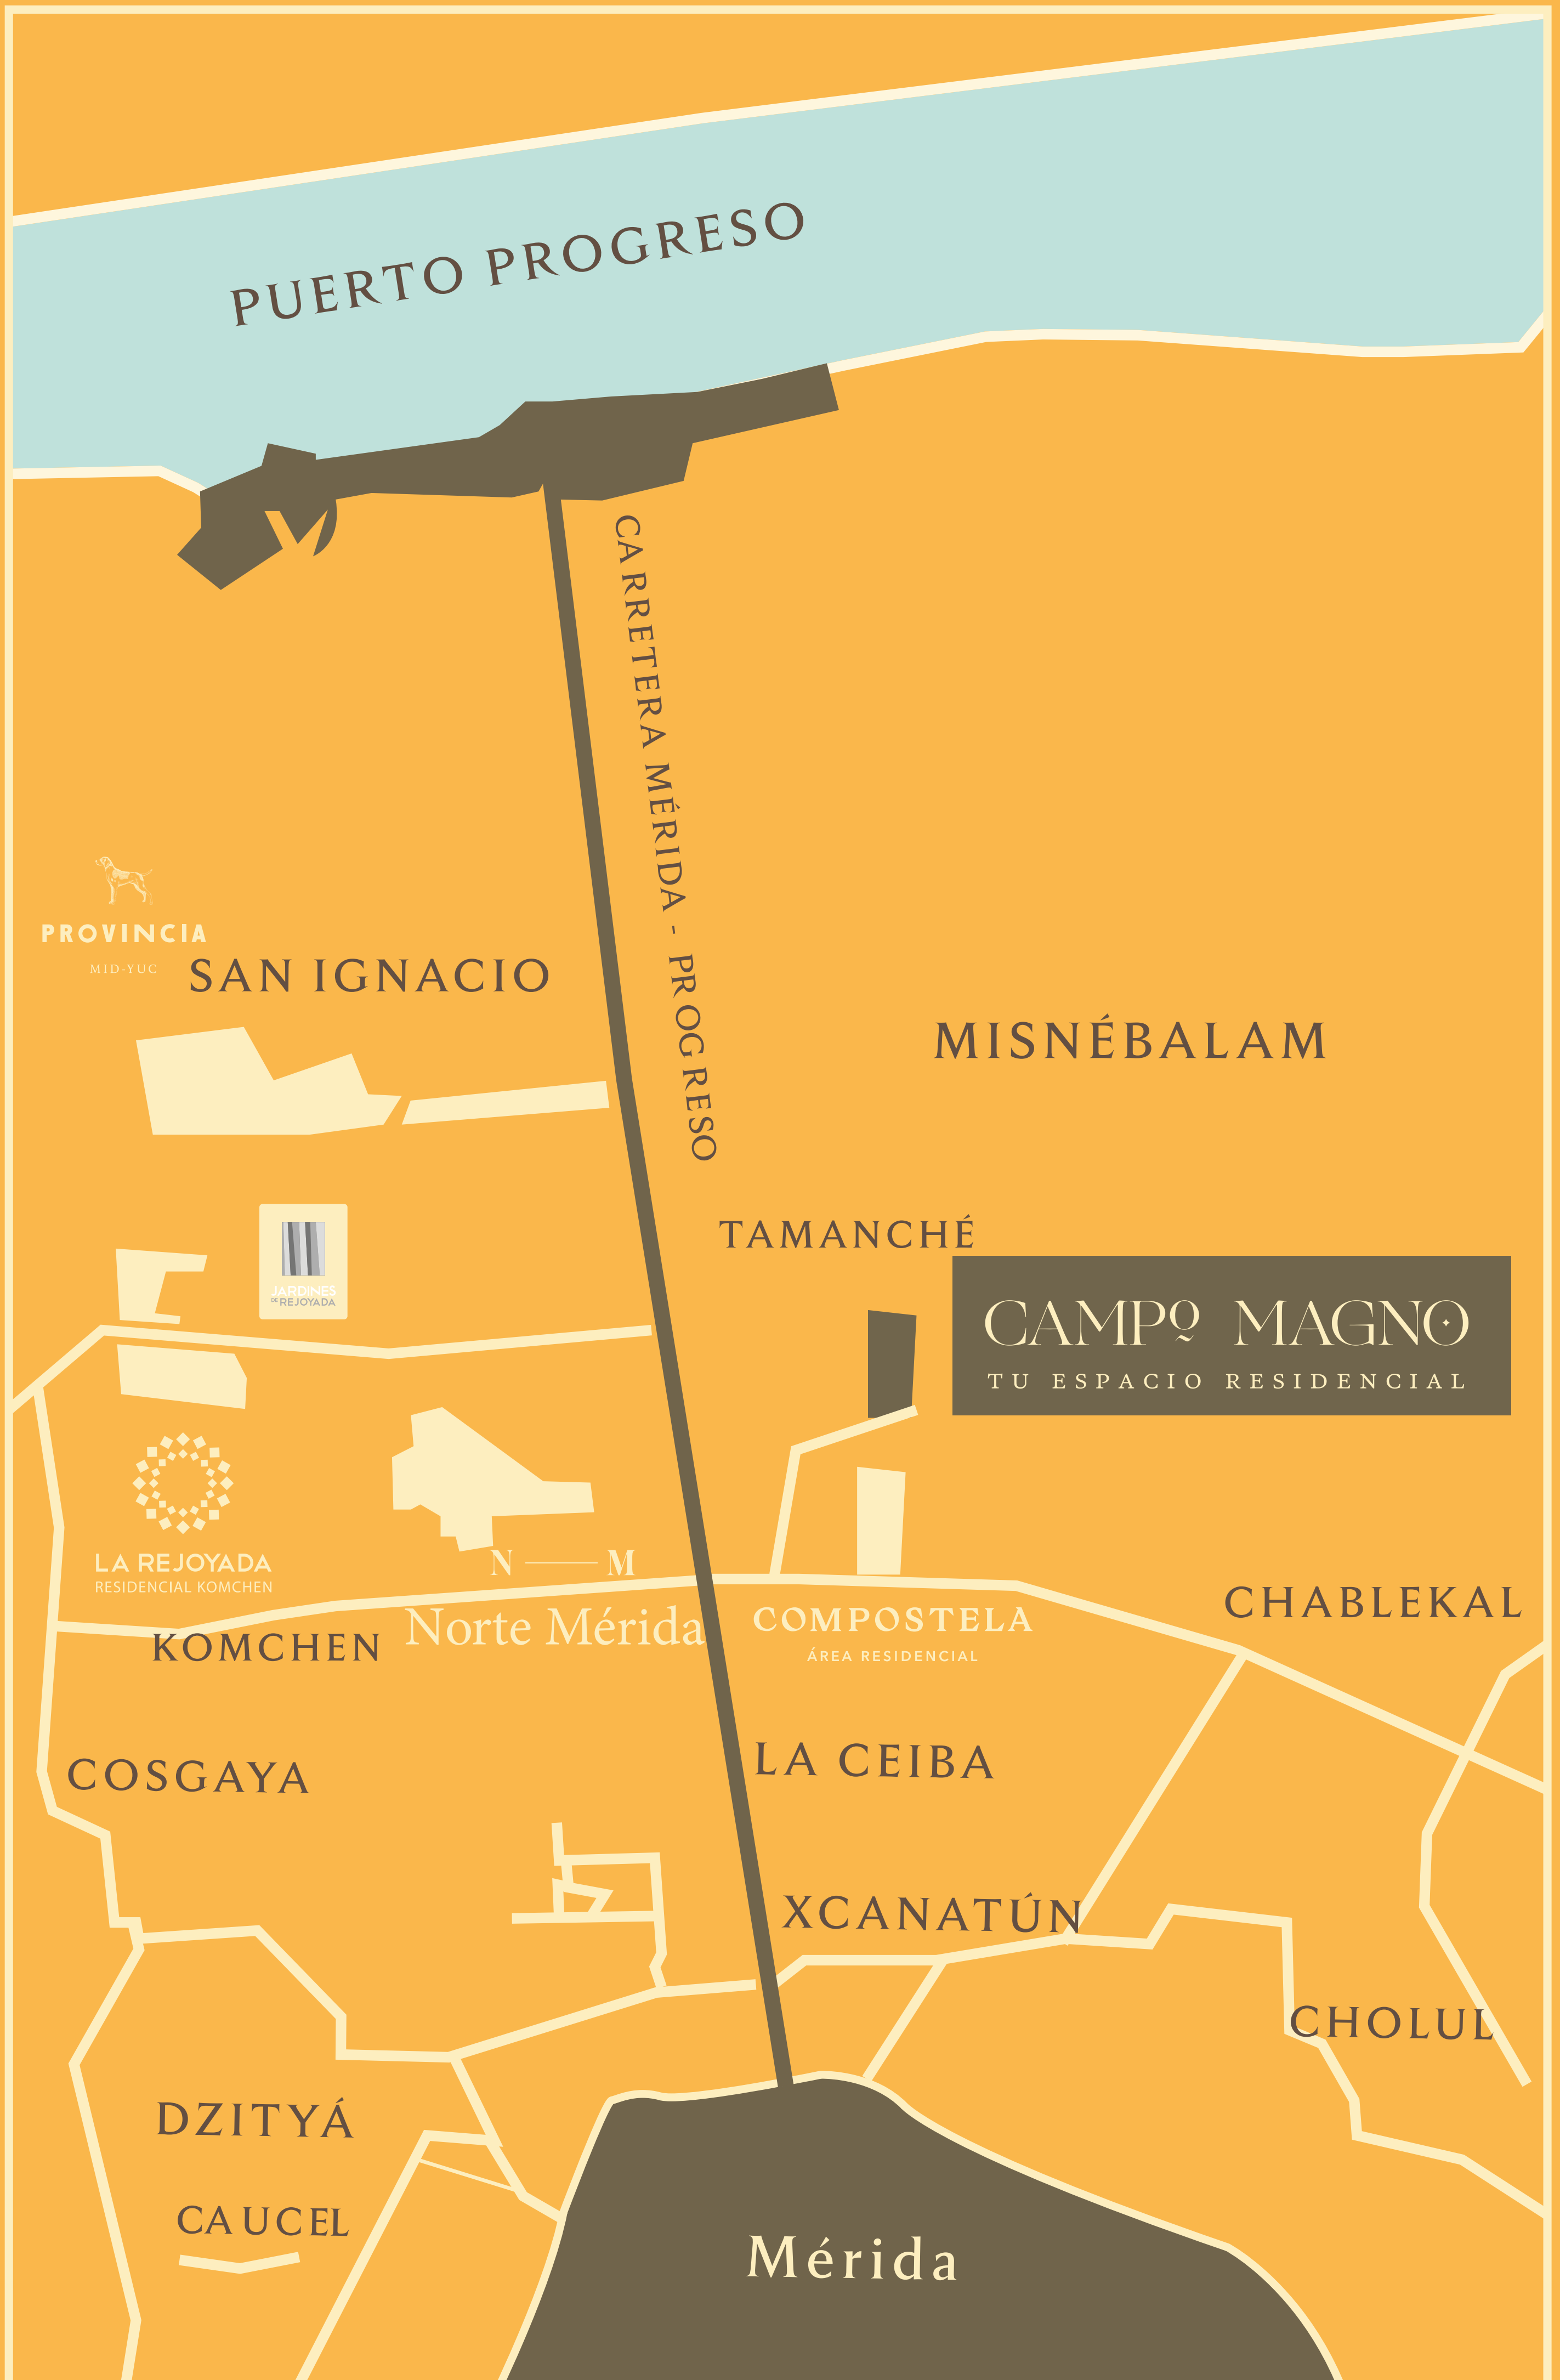 PUERTO PROGRESO
CARRETERA MÉRIDA - PROGRESO
PROVINCIA
MID-YUC
SAN IGNACIO
MISNÉBALAM
TAMANCHÉ
JARDINES
DE REJOYADA
CAMPO MAGNO
TU ESPACIO RESIDENCIAL
LA REJOYADA
RESIDENCIAL KOMCHEN
N — M
Norte Mérida
COMPOSTELA
ÁREA RESIDENCIAL
CHABLEKAL
KOMCHEN
COSGAYA
LA CEIBA
XCANATÚN
CHOLUL
DZITYÁ
CAUCEL
Mérida